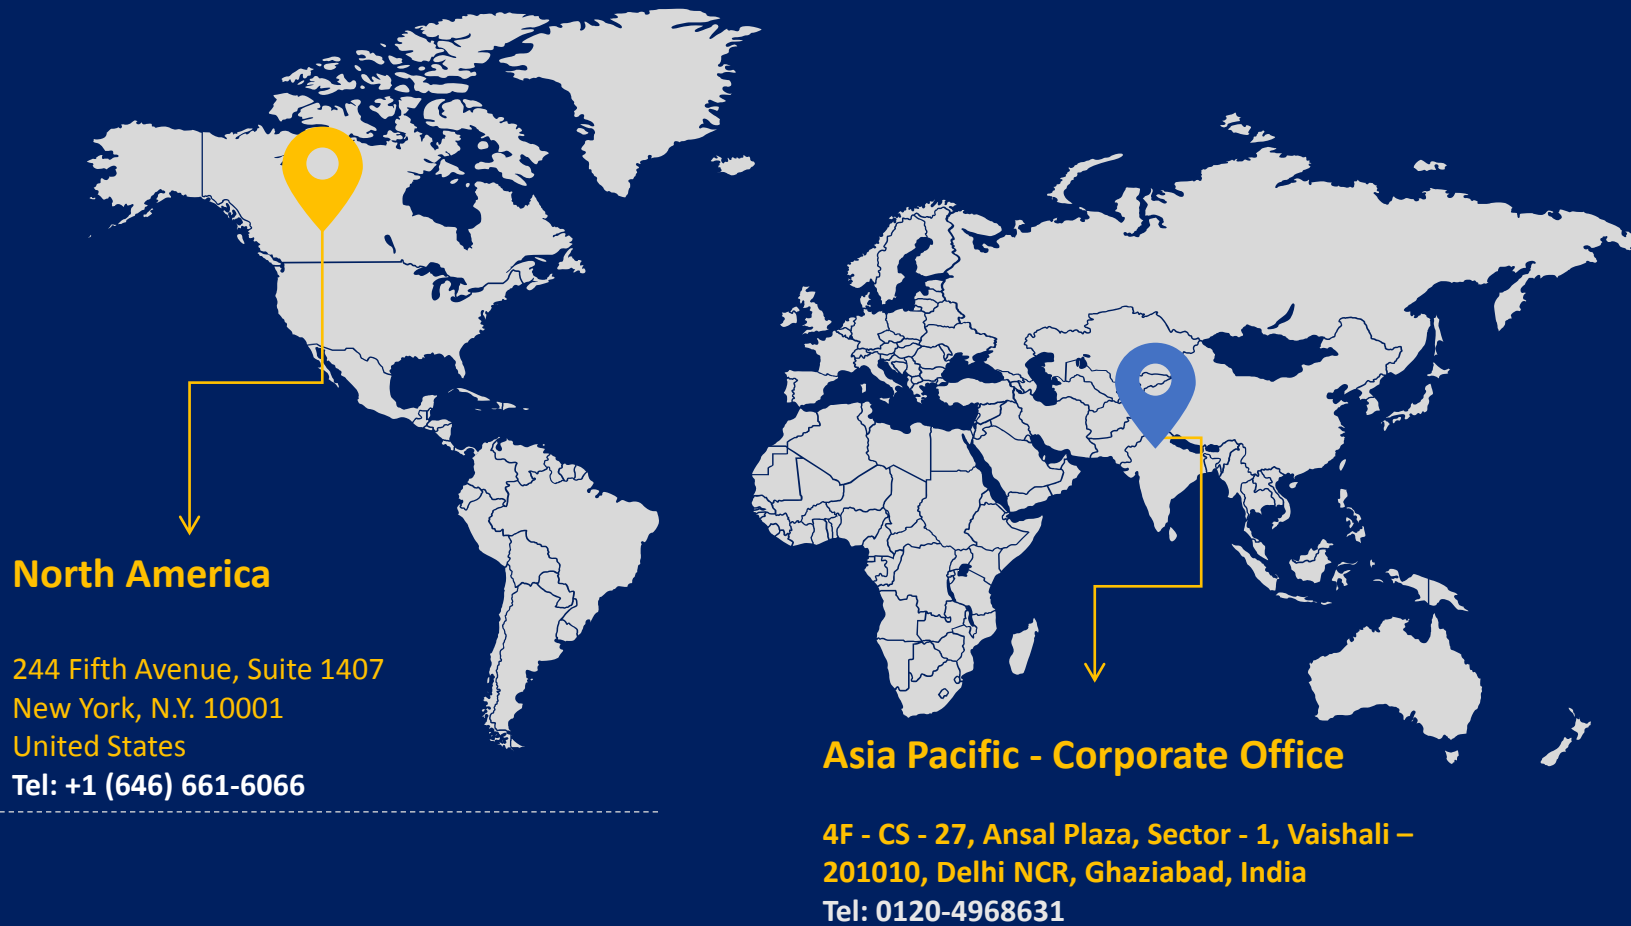 North America
244 Fifth Avenue, Suite 1407
New York, N.Y. 10001
United States
Tel: +1 (646) 661-6066
Asia Pacific - Corporate Office
4F - CS - 27, Ansal Plaza, Sector - 1, Vaishali –
201010, Delhi NCR, Ghaziabad, India
Tel: 0120-4968631